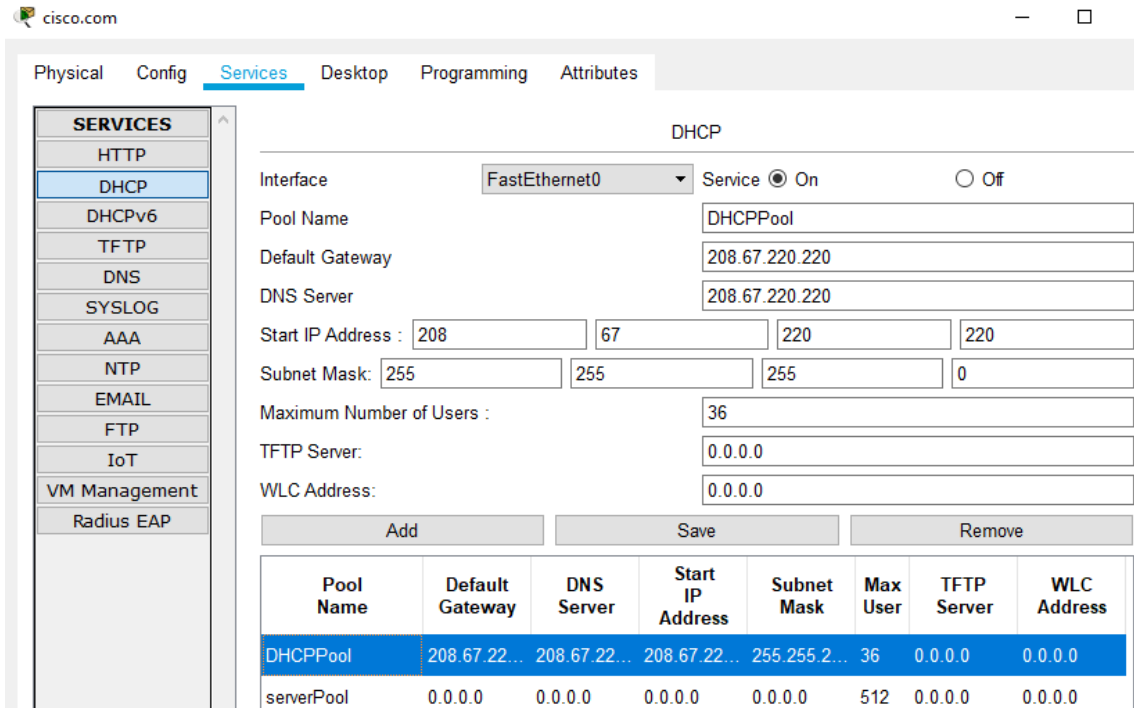 cisco.com
Physical Config Services Desktop Programming Attributes
SERVICES
HTTP
DHCP
DHCPv6
TFTP
DNS
SYSLOG
AAA
NTP
EMAIL
FTP
IoT
VM Management
Radius EAP
DHCP
Interface FastEthernet0 Service On Off
Pool Name DHCPPool
Default Gateway 208.67.220.220
DNS Server 208.67.220.220
Start IP Address : 208 67 220 220
Subnet Mask: 255 255 255 0
Maximum Number of Users : 36
TFTP Server: 0.0.0.0
WLC Address: 0.0.0.0
Add Save Remove
Pool Name Default Gateway DNS Server Start IP Address Subnet Mask Max User TFTP Server WLC Address
DHCPPool 208.67.22... 208.67.22... 208.67.22... 255.255.2... 36 0.0.0.0 0.0.0.0
serverPool 0.0.0.0 0.0.0.0 0.0.0.0 0.0.0.0 512 0.0.0.0 0.0.0.0